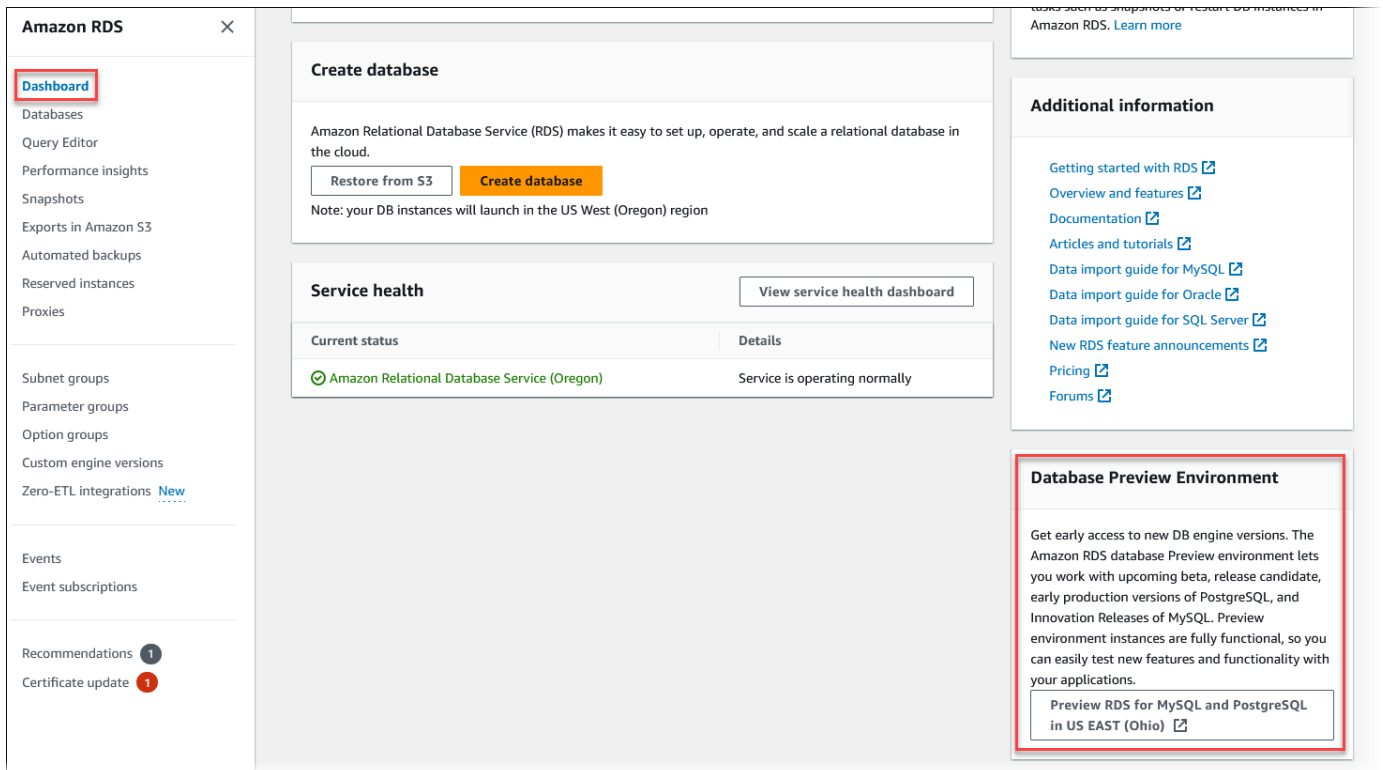 Amazon RDS
Dashboard
Databases
Query Editor
Performance insights
Snapshots
Exports in Amazon S3
Automated backups
Reserved instances
Proxies
Subnet groups
Parameter groups
Option groups
Custom engine versions
Zero-ETL integrations New
Events
Event subscriptions
Recommendations 1
Certificate update 1
Create database
Amazon Relational Database Service (RDS) makes it easy to set up, operate, and scale a relational database in
the cloud.
Restore from S3 Create database
Note: your DB instances will launch in the US West (Oregon) region
Service health View service health dashboard
Current status Details
Amazon Relational Database Service (Oregon) Service is operating normally
tasks such as snapshots or restart DB instances in
Amazon RDS. Learn more
Additional information
Getting started with RDS
Overview and features
Documentation
Articles and tutorials
Data import guide for MySQL
Data import guide for Oracle
Data import guide for SQL Server
New RDS feature announcements
Pricing
Forums
Database Preview Environment
Get early access to new DB engine versions. The
Amazon RDS database Preview environment lets
you work with upcoming beta, release candidate,
early production versions of PostgreSQL, and
Innovation Releases of MySQL. Preview
environment instances are fully functional, so you
can easily test new features and functionality with
your applications.
Preview RDS for MySQL and PostgreSQL
in US EAST (Ohio)